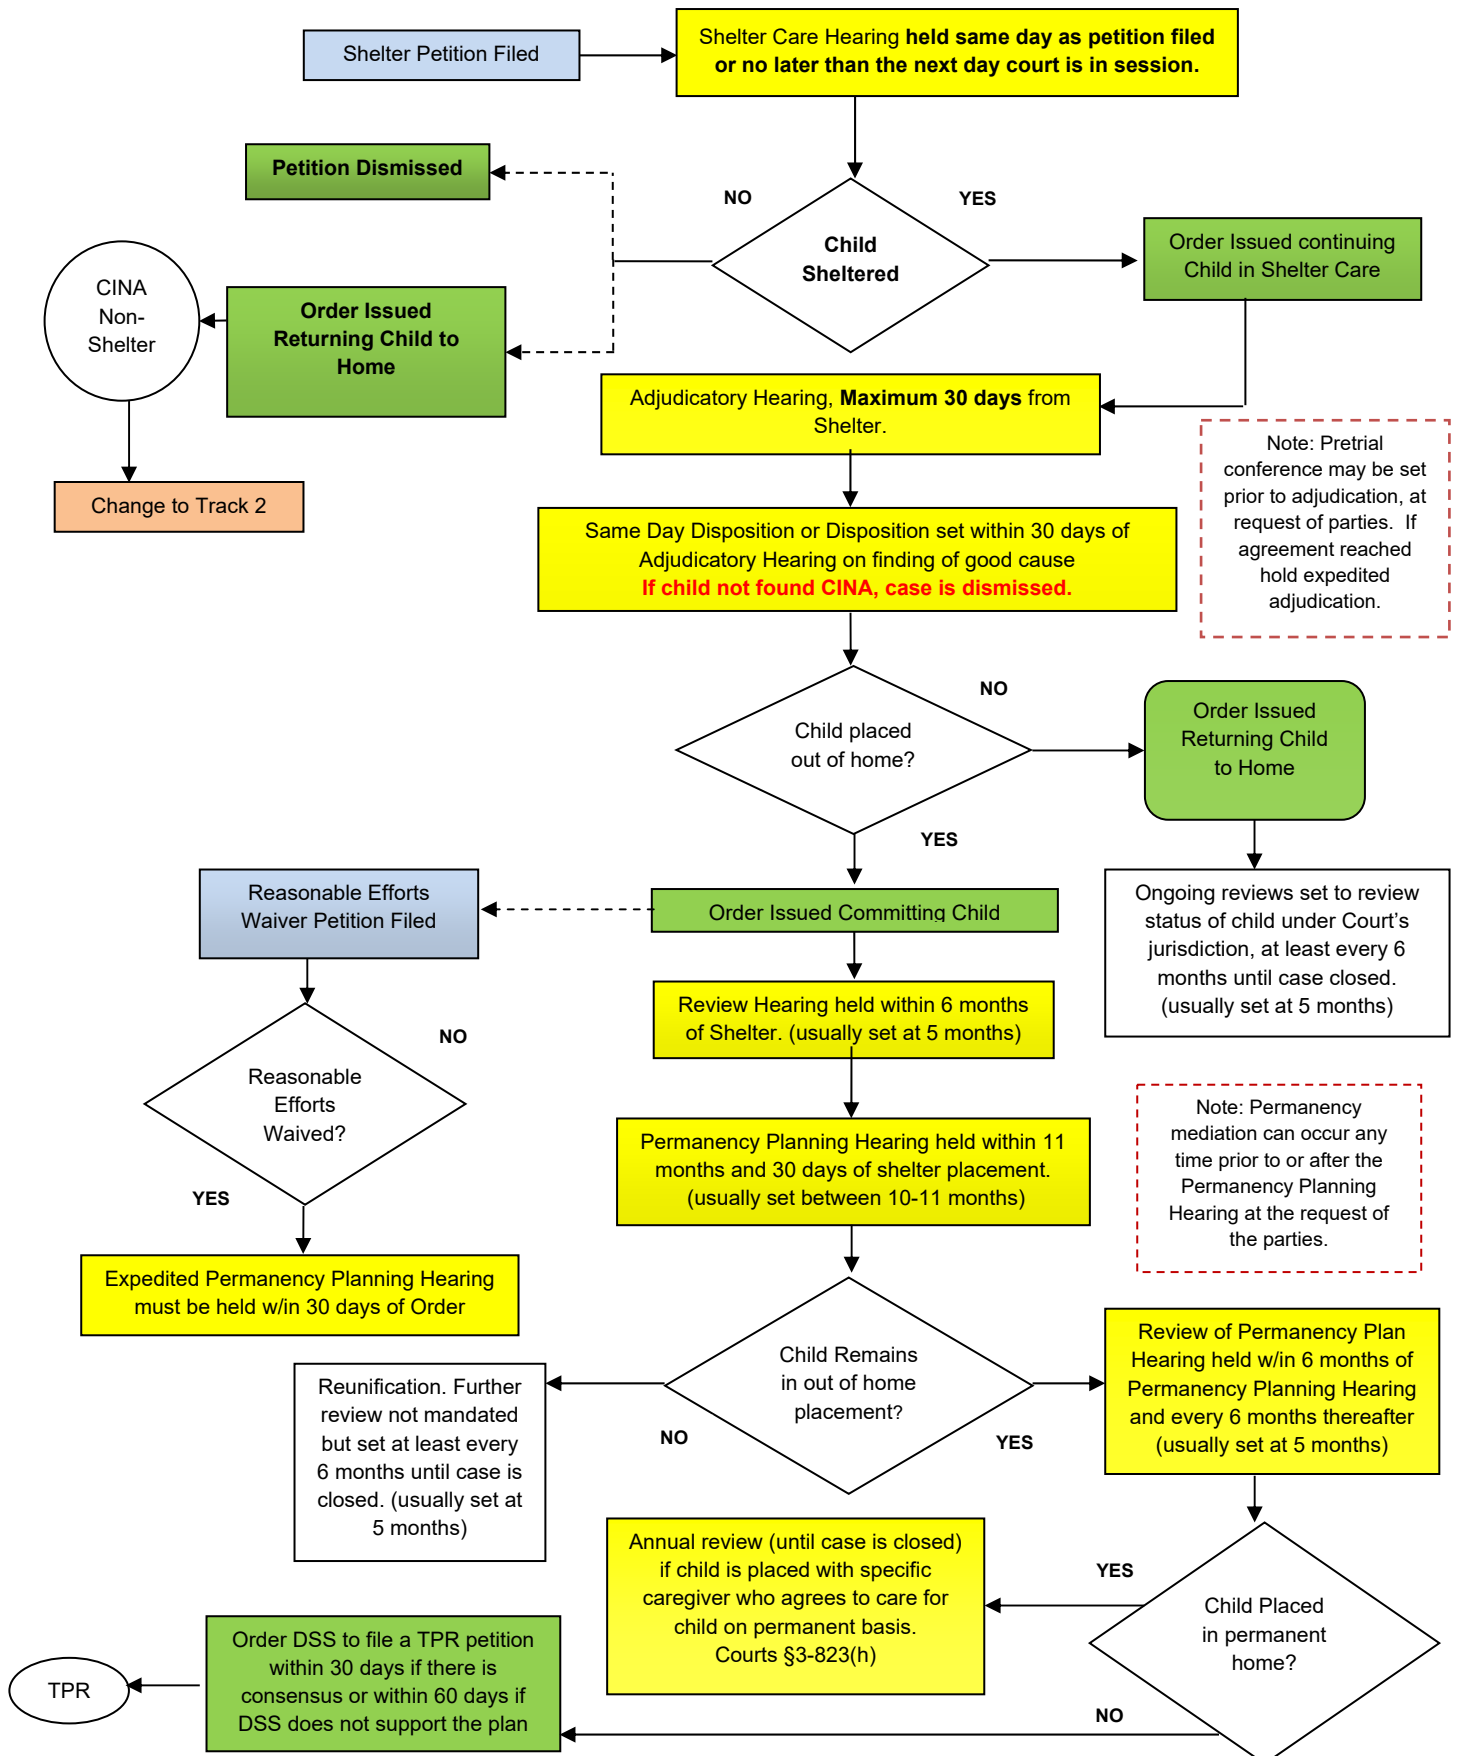 Shelter Petition Filed
Shelter Care Hearing held same day as petition filed
or no later than the next day court is in session.
Petition Dismissed
NO
YES
Child
Sheltered
Order Issued continuing
Child in Shelter Care
CINA
Non-
Shelter
Order Issued
Returning Child to
Home
Adjudicatory Hearing, Maximum 30 days from
Shelter.
Change to Track 2
Note: Pretrial
conference may be set
prior to adjudication, at
request of parties.  If
agreement reached
hold expedited
adjudication.
Same Day Disposition or Disposition set within 30 days of
Adjudicatory Hearing on finding of good cause
If child not found CINA, case is dismissed.
NO
Child placed
out of home?
Order Issued
Returning Child
to Home
YES
Reasonable Efforts
Waiver Petition Filed
Order Issued Committing Child
Ongoing reviews set to review
status of child under Court’s
jurisdiction, at least every 6
months until case closed.
(usually set at 5 months)
Review Hearing held within 6 months
of Shelter. (usually set at 5 months)
NO
Reasonable
Efforts
Waived?
YES
Permanency Planning Hearing held within 11
months and 30 days of shelter placement.
(usually set between 10-11 months)
Note: Permanency
mediation can occur any
time prior to or after the
Permanency Planning
Hearing at the request of
the parties.
Expedited Permanency Planning Hearing
must be held w/in 30 days of Order
Child Remains
in out of home
placement?
Review of Permanency Plan
Hearing held w/in 6 months of
Permanency Planning Hearing
and every 6 months thereafter
(usually set at 5 months)
Reunification. Further
review not mandated
but set at least every
6 months until case is
closed. (usually set at
5 months)
NO
YES
Annual review (until case is closed)
if child is placed with specific
caregiver who agrees to care for
child on permanent basis.
Courts §3-823(h)
YES
Child Placed
in permanent
home?
NO
Order DSS to file a TPR petition
within 30 days if there is
consensus or within 60 days if
DSS does not support the plan
TPR